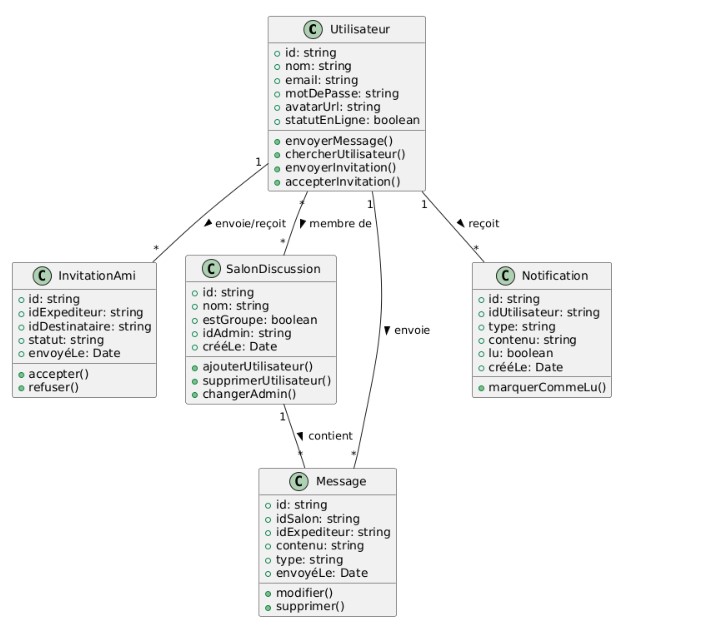 C Utilisateur
id: string
nom: string
email: string
motDePasse: string
avatarUrl: string
statutEnLigne: boolean
envoyerMessage()
chercherUtilisateur()
envoyerInvitation()
accepterInvitation()
1
* 1 1
envoie/reçoit membre de reçoit
* * *
C InvitationAmi
id: string
idExpediteur: string
idDestinataire: string
statut: string
envoyéLe: Date
accepter()
refuser()
C SalonDiscussion
id: string
nom: string
estGroupe: boolean
idAdmin: string
crééLe: Date
ajouterUtilisateur()
supprimerUtilisateur()
changerAdmin()
envoie
C Notification
id: string
idUtilisateur: string
type: string
contenu: string
lu: boolean
crééLe: Date
marquerCommeLu()
1
contient
* *
C Message
id: string
idSalon: string
idExpediteur: string
contenu: string
type: string
envoyéLe: Date
modifier()
supprimer()